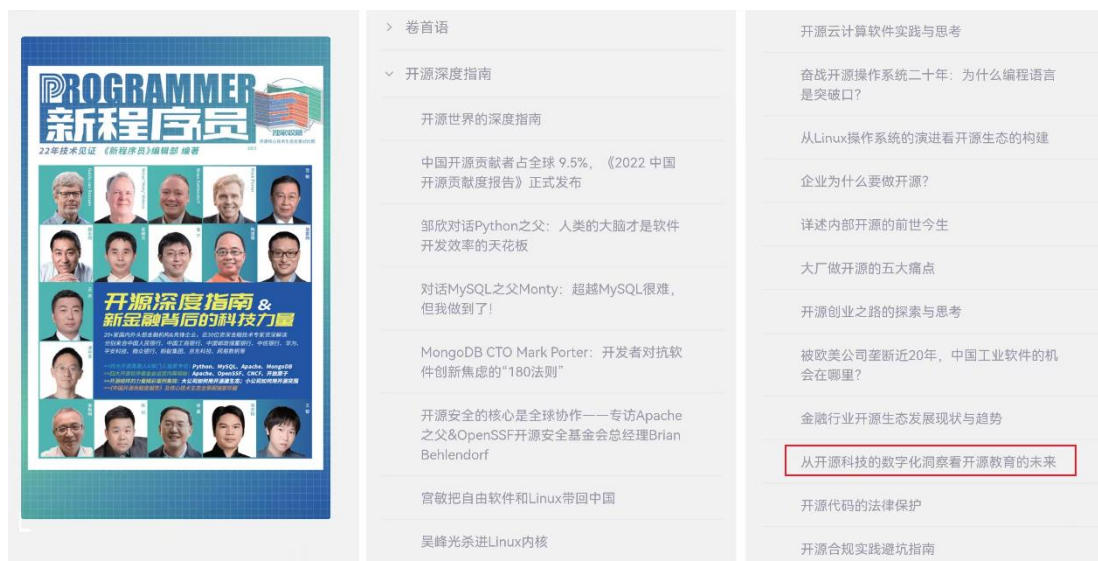 PROGRAMMER
新程序员
22年技术见证 《新程序员》编辑部 编著
开源深度指南 &
新金融背后的科技力量
卷首语
开源深度指南
开源世界的深度指南
中国开源贡献者占全球 9.5%，《2022 中国
开源贡献度报告》正式发布
邹欣对话Python之父：人类的大脑才是软件
开发效率的天花板
对话MySQL之父Monty：超越MySQL很难，
但我做到了！
MongoDB CTO Mark Porter：开发者对抗软
件创新焦虑的“180法则”
开源安全的核心是全球协作——专访Apache
之父&OpenSSF开源安全基金会总经理Brian
Behlendorf
宫敏把自由软件和Linux带回中国
吴峰光杀进Linux内核
开源云计算软件实践与思考
奋战开源操作系统二十年：为什么编程语言
是突破口？
从Linux操作系统的演进看开源生态的构建
企业为什么要做开源？
详述内部开源的前世今生
大厂做开源的五大痛点
开源创业之路的探索与思考
被欧美公司垄断近20年，中国工业软件的机
会在哪里？
金融行业开源生态发展现状与趋势
从开源科技的数字化洞察看开源教育的未来
开源代码的法律保护
开源合规实践避坑指南